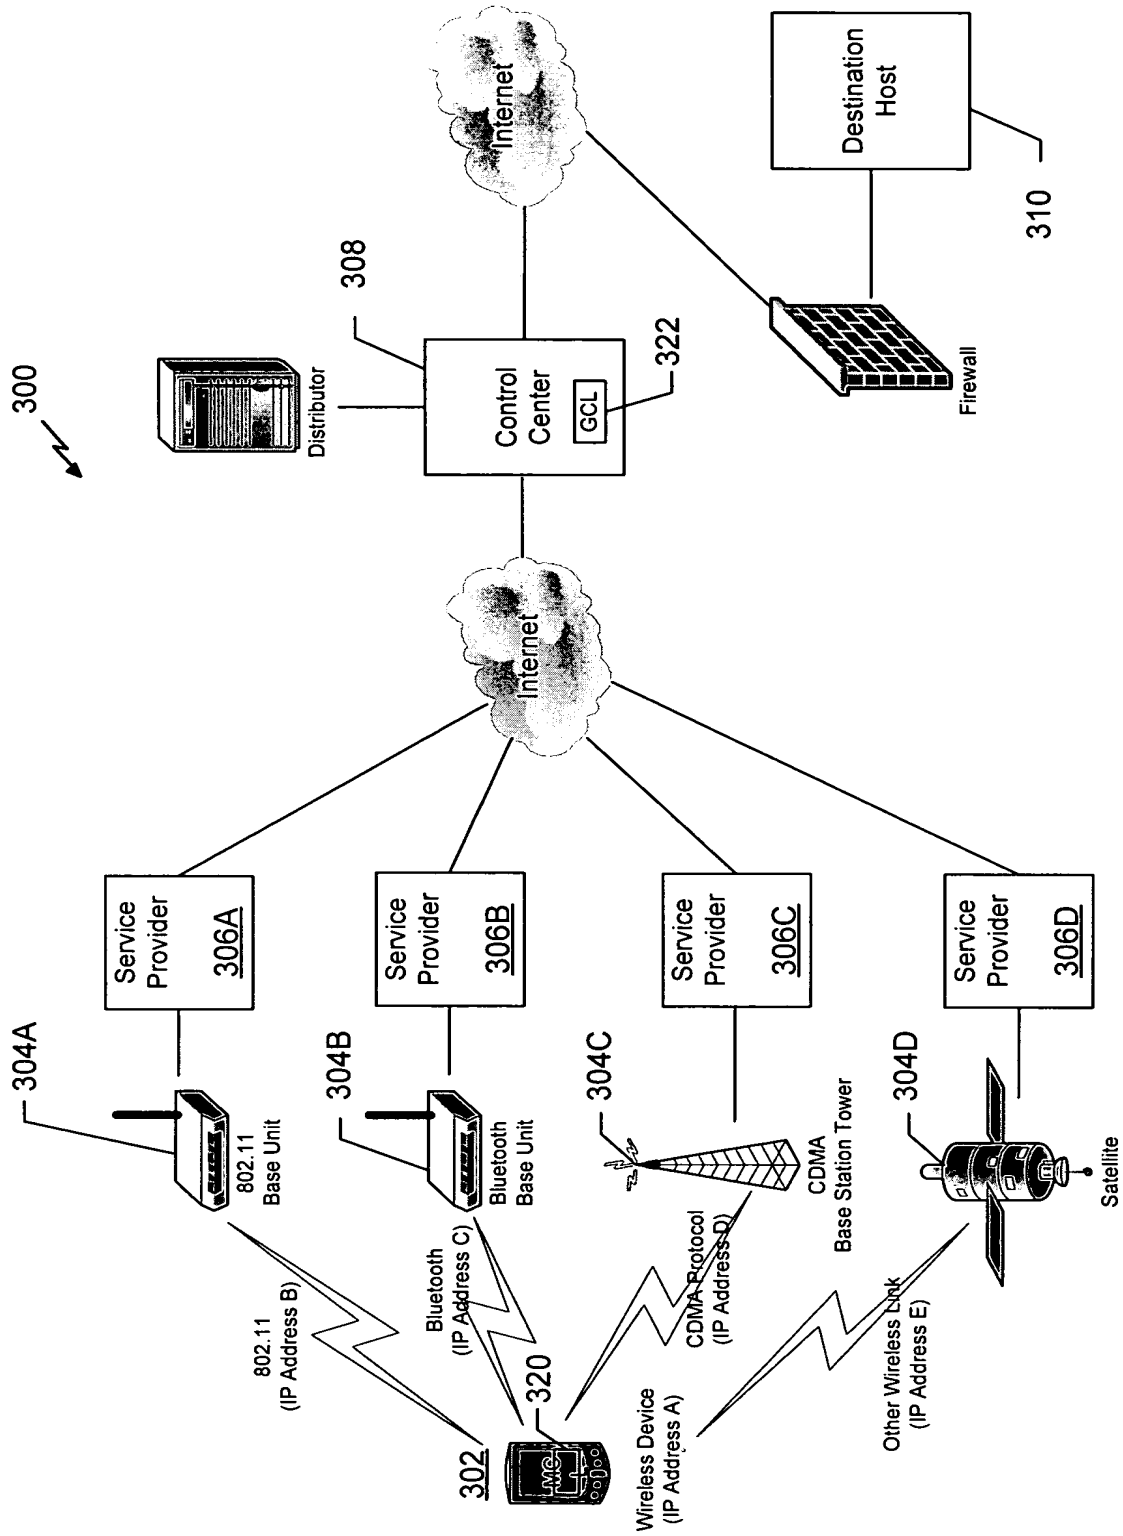 300
304A
802.11
Base Unit
802.11
(IP Address B)
Service
Provider
306A
304B
Bluetooth
Base Unit
Bluetooth
(IP Address C)
Service
Provider
306B
302
320
Wireless Device
(IP Address A)
304C
CDMA
Base Station Tower
CDMA Protocol
(IP Address D)
Service
Provider
306C
304D
Satellite
Other Wireless Link
(IP Address E)
Service
Provider
306D
Internet
Distributor
308
Control
Center
GCL
322
Internet
Firewall
Destination
Host
310